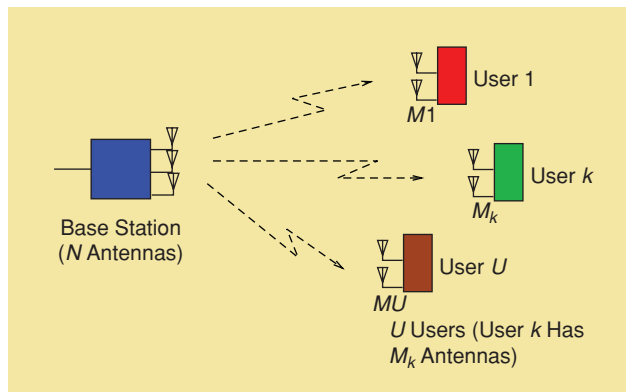 User 1
M1
User k
Mk
Base Station
(N Antennas)
User U
MU
U Users (User k Has
Mk Antennas)